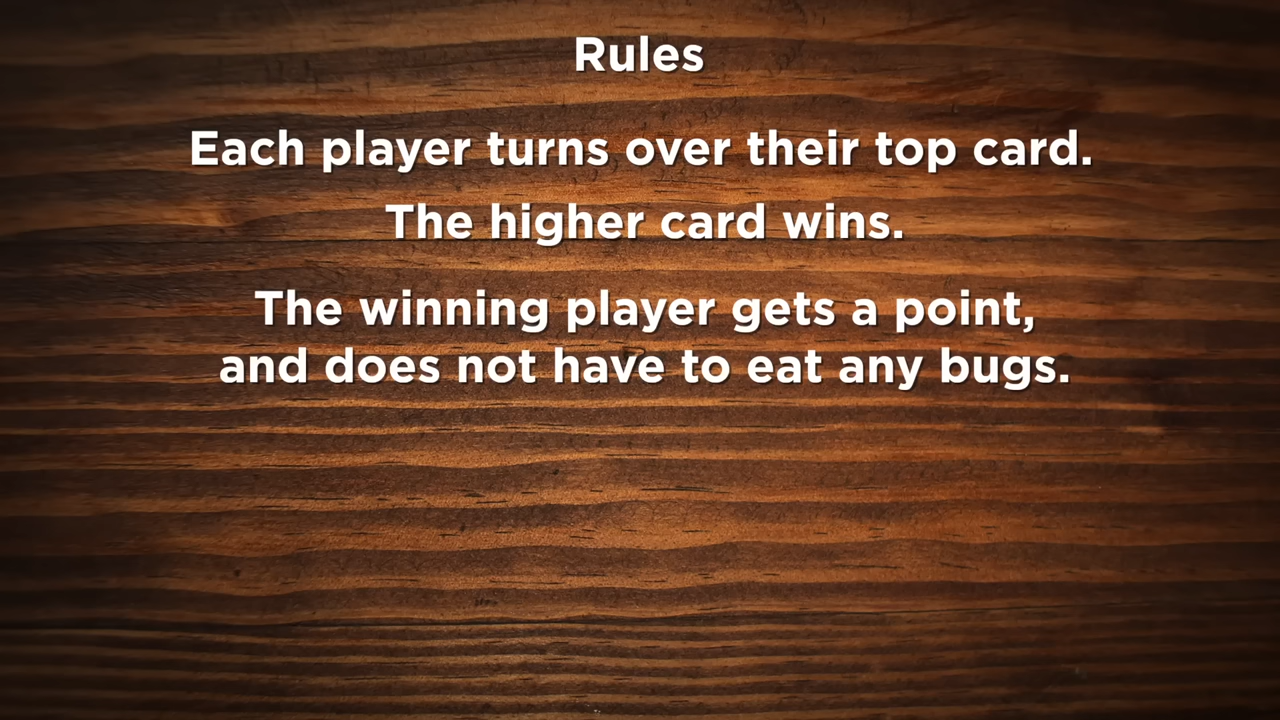 Rules
Each player turns over their top card.
The higher card wins.
The winning player gets a point,
and does not have to eat any bugs.